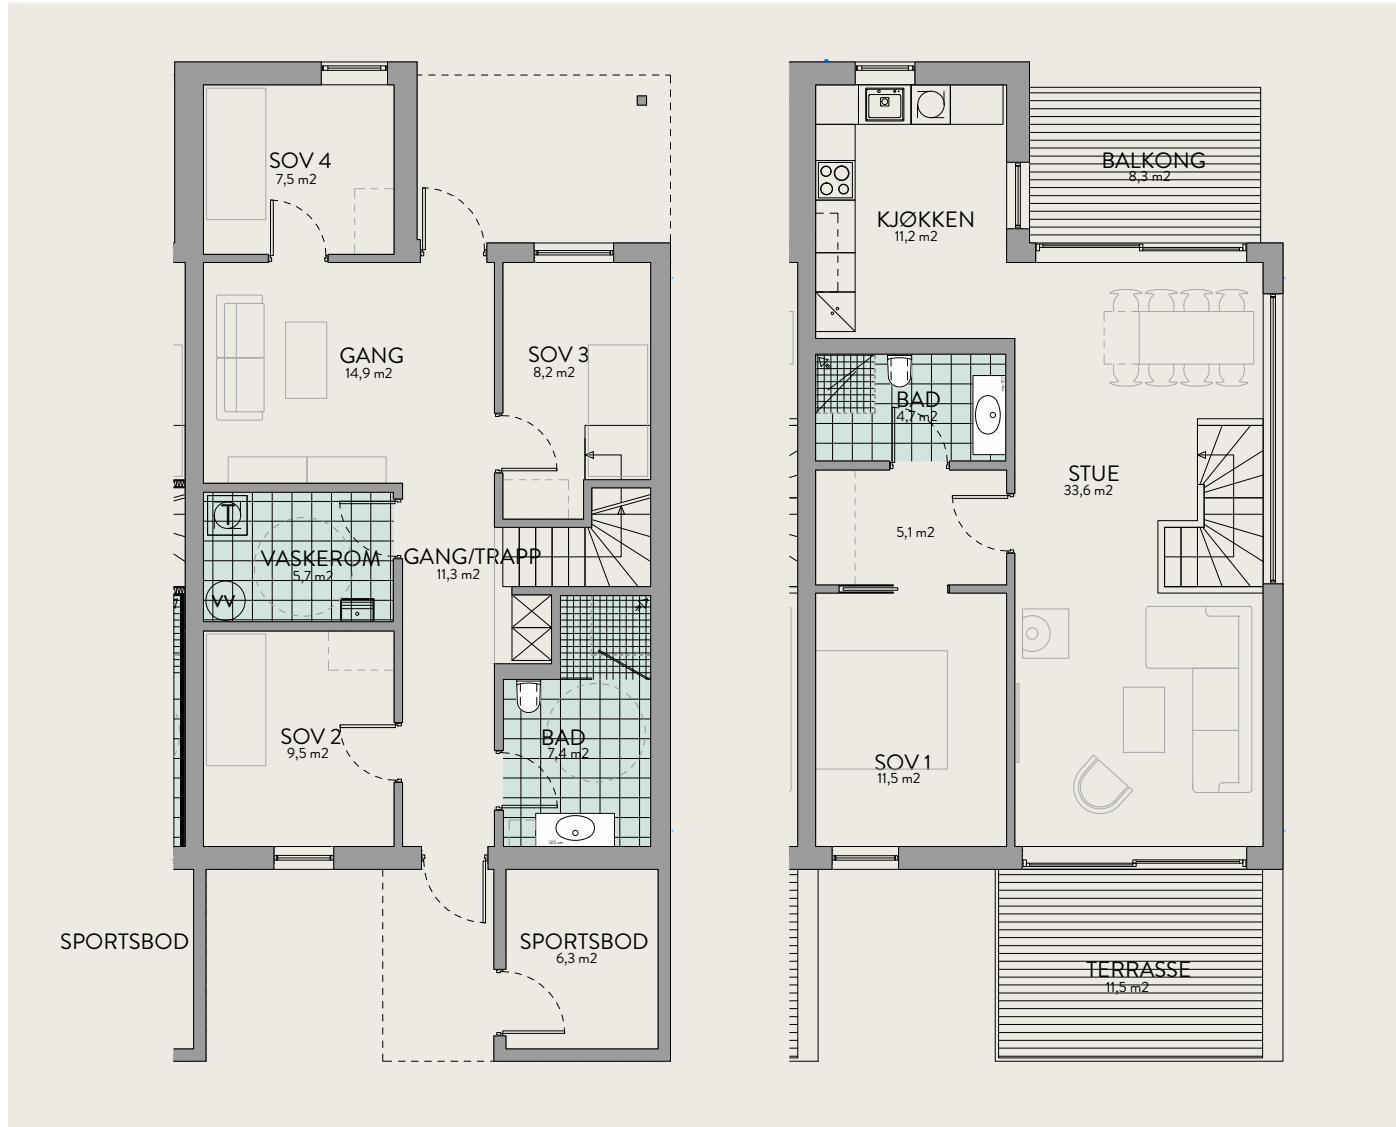 SOV 4
7,5 m2
GANG
14,9 m2
SOV 3
8,2 m2
T
VASKEROM
5,7 m2
VV
GANG/TRAPP
11,3 m2
SOV 2
9,5 m2
BAD
7,4 m2
SPORTSBOD
SPORTSBOD
6,3 m2
KJØKKEN
11,2 m2
BALKONG
8,3 m2
BAD
4,7 m2
STUE
33,6 m2
5,1 m2
SOV 1
11,5 m2
TERRASSE
11,5 m2